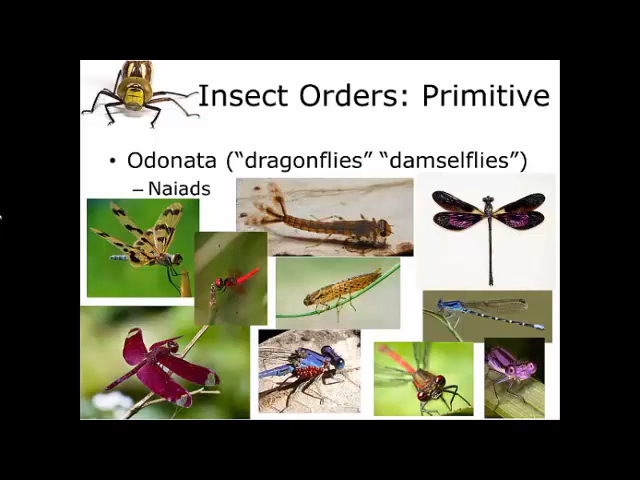 Insect Orders: Primitive
• Odonata (“dragonflies” “damselflies”)
– Naiads